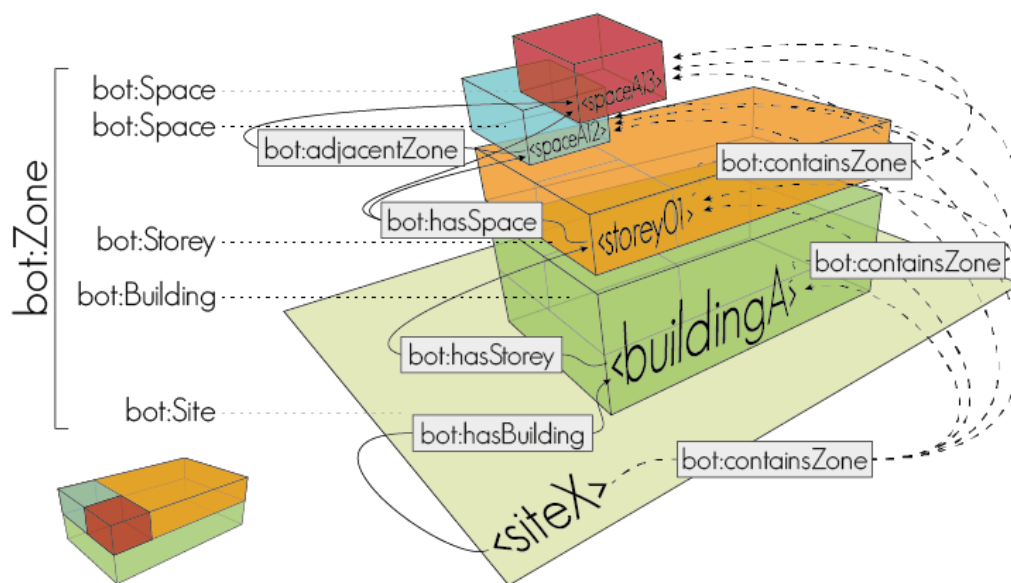 bot:Zone
bot:Space
bot:Space
bot:Storey
bot:Building
bot:Site
<spaceA13>
<spaceA12>
bot:adjacentZone
bot:containsZone
bot:hasSpace
<storey01>
bot:containsZone
<buildingA>
bot:hasStorey
bot:hasBuilding
bot:containsZone
<siteX>